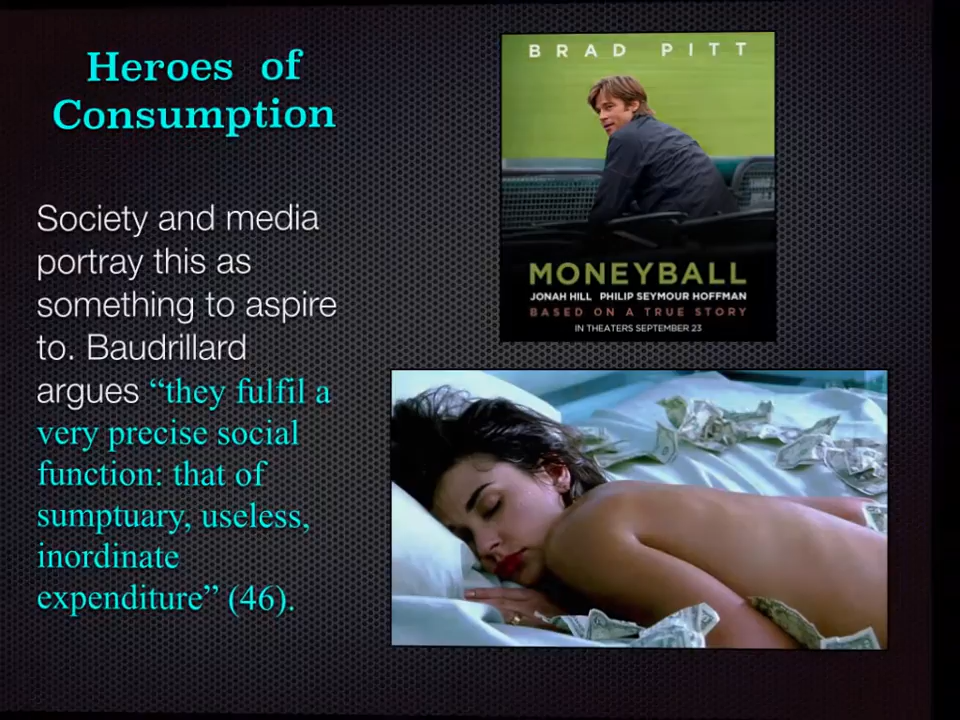 Heroes of
Consumption
Society and media
portray this as
something to aspire
to. Baudrillard
argues “they fulfil a
very precise social
function: that of
sumptuary, useless,
inordinate
expenditure” (46).
BRAD PITT
MONEYBALL
JONAH HILL PHILIP SEYMOUR HOFFMAN
BASED ON A TRUE STORY
IN THEATERS SEPTEMBER 23